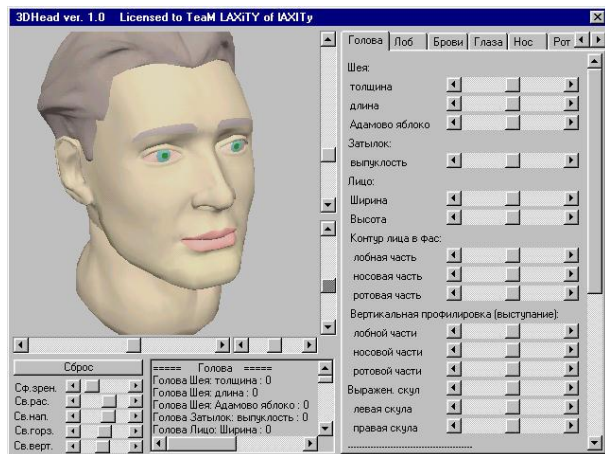 3DHead ver. 1.0 Licensed to TeaM LAXiTY of lAXITy
Голова Лоб Брови Глаза Нос Рот
Шея:
толщина
длина
Адамово яблоко
Затылок:
выпуклость
Лицо:
Ширина
Высота
Контур лица в фас:
лобная часть
носовая часть
ротовая часть
Вертикальная профилировка (выступание):
лобной части
носовой части
ротовой части
Выражен. скул
левая скула
правая скула
Сброс
Сф.зрен.
Св.рас.
Св.нап.
Св.горз.
Св.верт.
===== Голова =====
Голова Шея: толщина : 0
Голова Шея: длина : 0
Голова Шея: Адамово яблоко : 0
Голова Затылок: выпуклость : 0
Голова Лицо: Ширина : 0